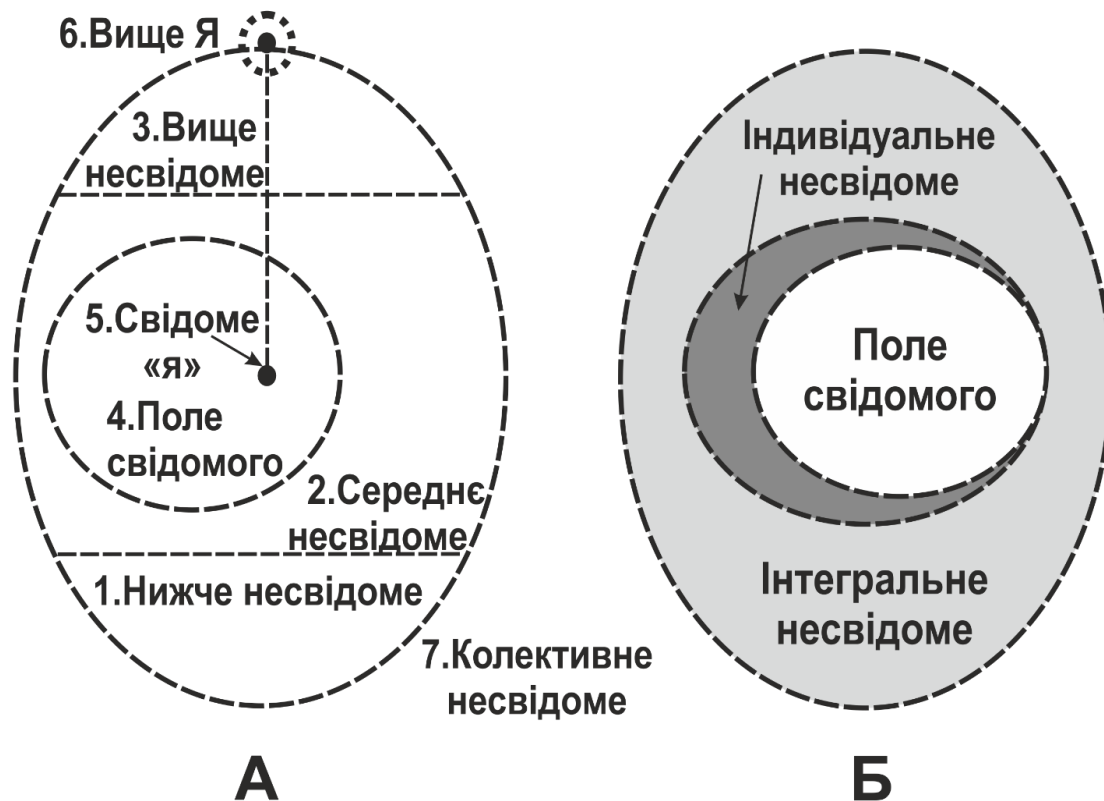 6.Вище Я
3.Вище
несвідоме
5.Свідоме
«я»
4.Поле
свідомого
2.Середнє
несвідоме
1.Нижче несвідоме
7.Колективне
несвідоме
А
Індивідуальне
несвідоме
Поле
свідомого
Інтегральне
несвідоме
Б